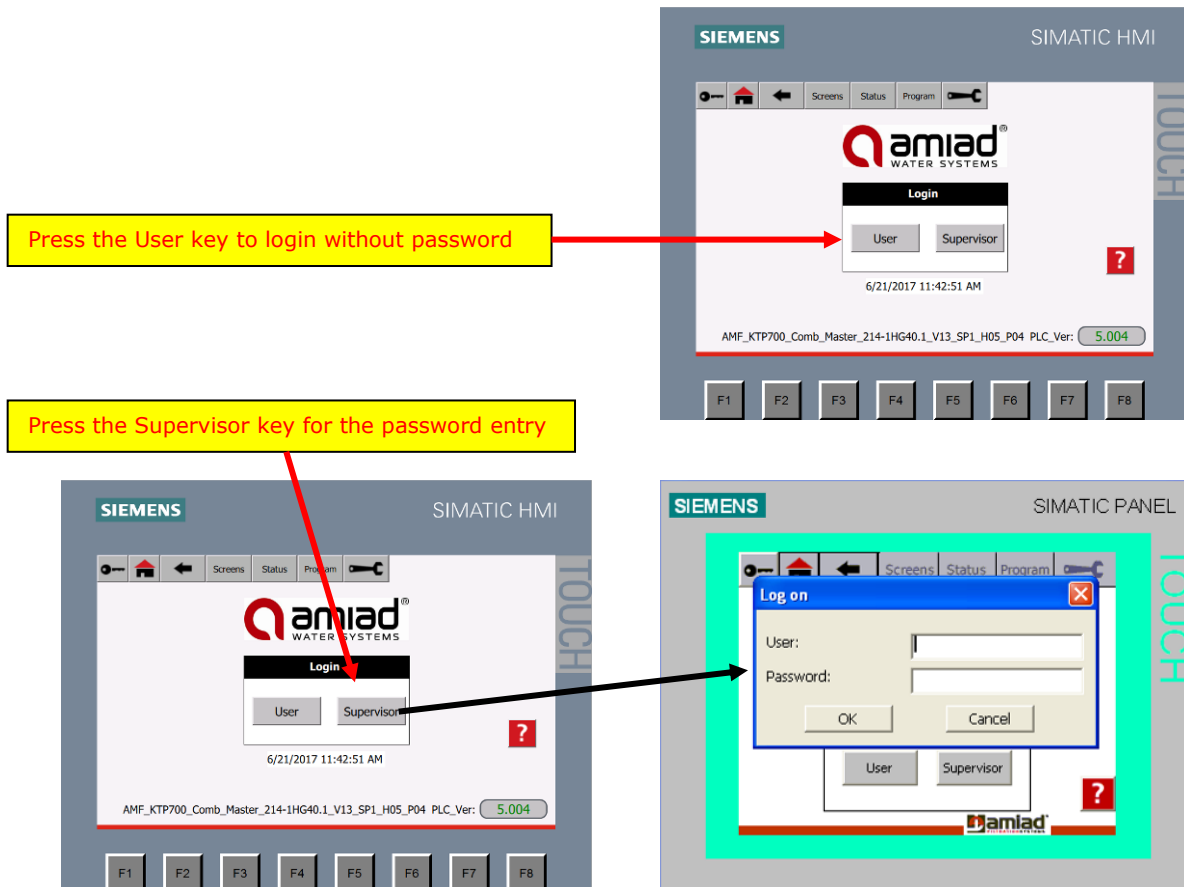 SIEMENS
SIMATIC HMI
TOUCH
Screens Status Program
amiad®
WATER SYSTEMS
Login
User Supervisor
?
6/21/2017 11:42:51 AM
AMF_KTP700_Comb_Master_214-1HG40.1_V13_SP1_H05_P04 PLC_Ver: 5.004
F1 F2 F3 F4 F5 F6 F7 F8
Press the User key to login without password
Press the Supervisor key for the password entry
SIEMENS
SIMATIC HMI
TOUCH
Screens Status Program
amiad®
WATER SYSTEMS
Login
User Supervisor
?
6/21/2017 11:42:51 AM
AMF_KTP700_Comb_Master_214-1HG40.1_V13_SP1_H05_P04 PLC_Ver: 5.004
F1 F2 F3 F4 F5 F6 F7 F8
SIEMENS
SIMATIC PANEL
TOUCH
Screens Status Program
Log on
User:
Password:
OK Cancel
User Supervisor
?
amiad